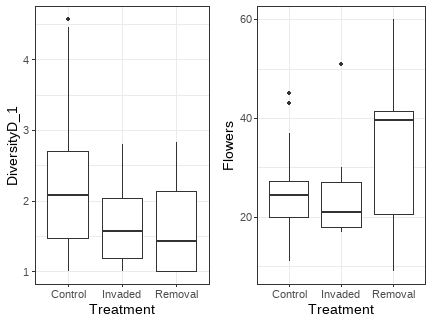 DiversityD_1
4
3
2
1
Control Invaded Removal
Treatment
Flowers
60
40
20
Control Invaded Removal
Treatment